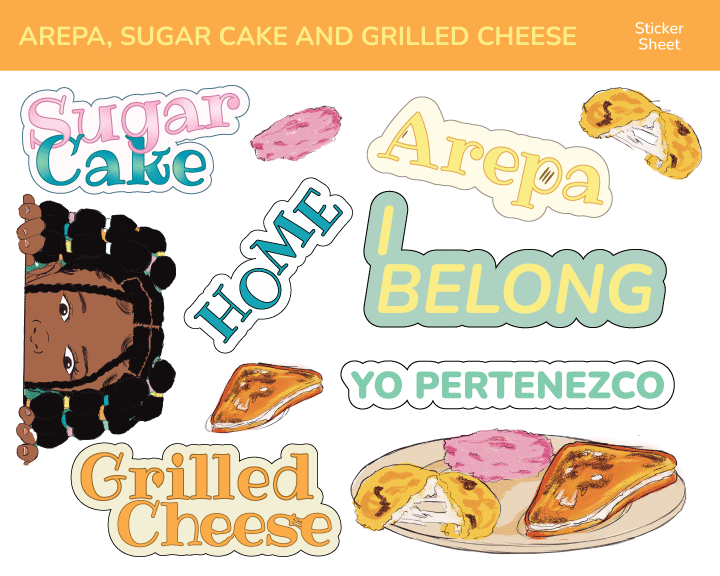 AREPA, SUGAR CAKE AND GRILLED CHEESE
Sticker
Sheet
Sugar
Cake
Arepa
HOME
I
BELONG
YO PERTENEZCO
Grilled
Cheese